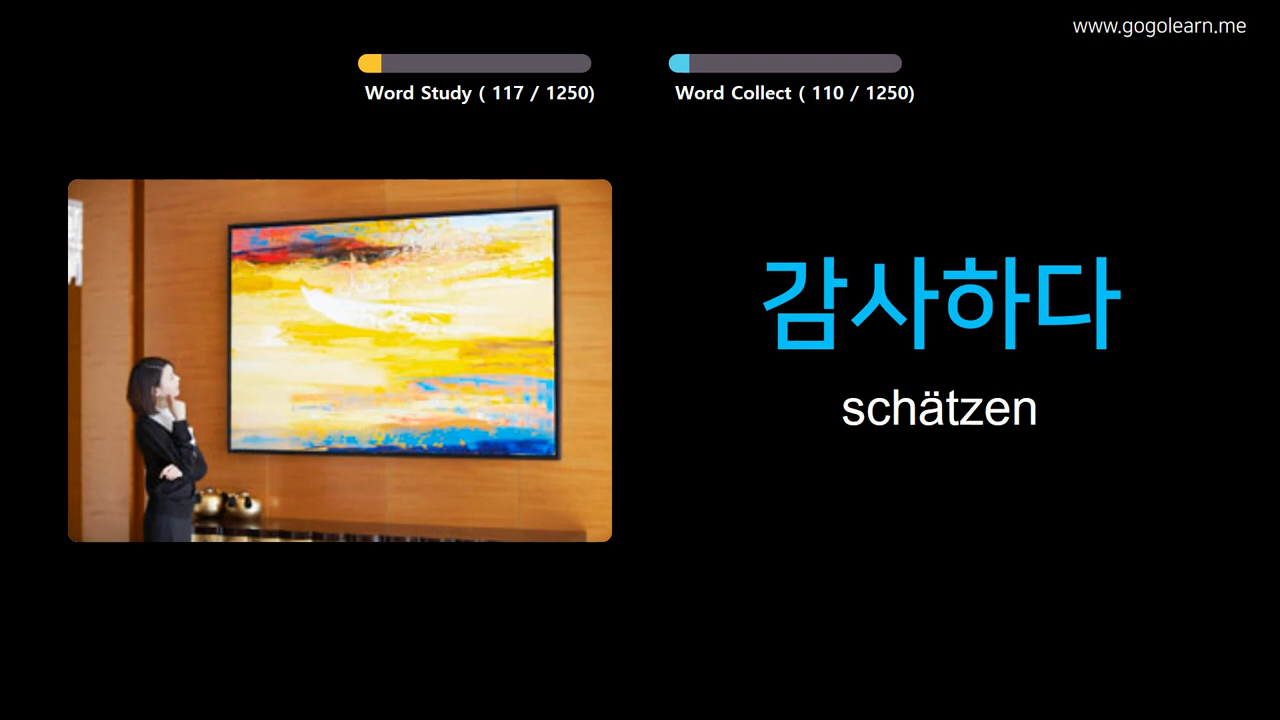 www.gogolearn.me
Word Study ( 117 / 1250)
Word Collect ( 110 / 1250)
감사하다
schätzen